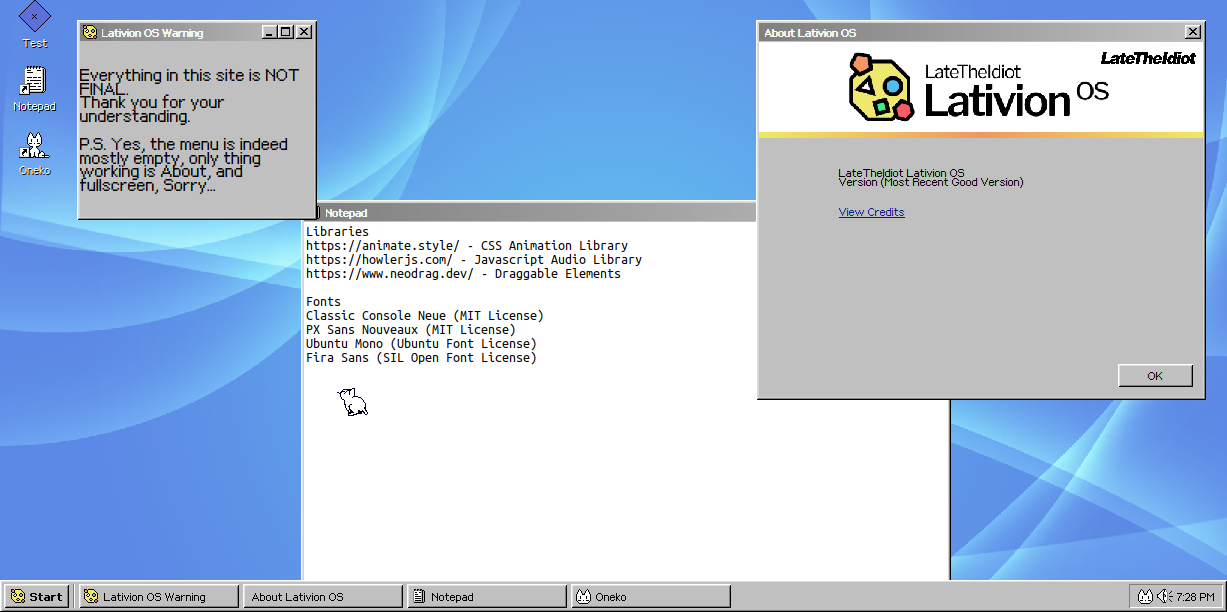 Test
Notepad
Oneko
Lativion OS Warning
Everything in this site is NOT
FINAL.
Thank you for your
understanding.
P.S. Yes, the menu is indeed
mostly empty, only thing
working is About, and
fullscreen, Sorry...
Notepad
Libraries
https://animate.style/ - CSS Animation Library
https://howlerjs.com/ - Javascript Audio Library
https://www.neodrag.dev/ - Draggable Elements
Fonts
Classic Console Neue (MIT License)
PX Sans Nouveaux (MIT License)
Ubuntu Mono (Ubuntu Font License)
Fira Sans (SIL Open Font License)
About Lativion OS
LateTheIdiot
LateTheIdiot
Lativion OS
LateTheIdiot Lativion OS
Version (Most Recent Good Version)
View Credits
OK
Start
Lativion OS Warning
About Lativion OS
Notepad
Oneko
7:28 PM